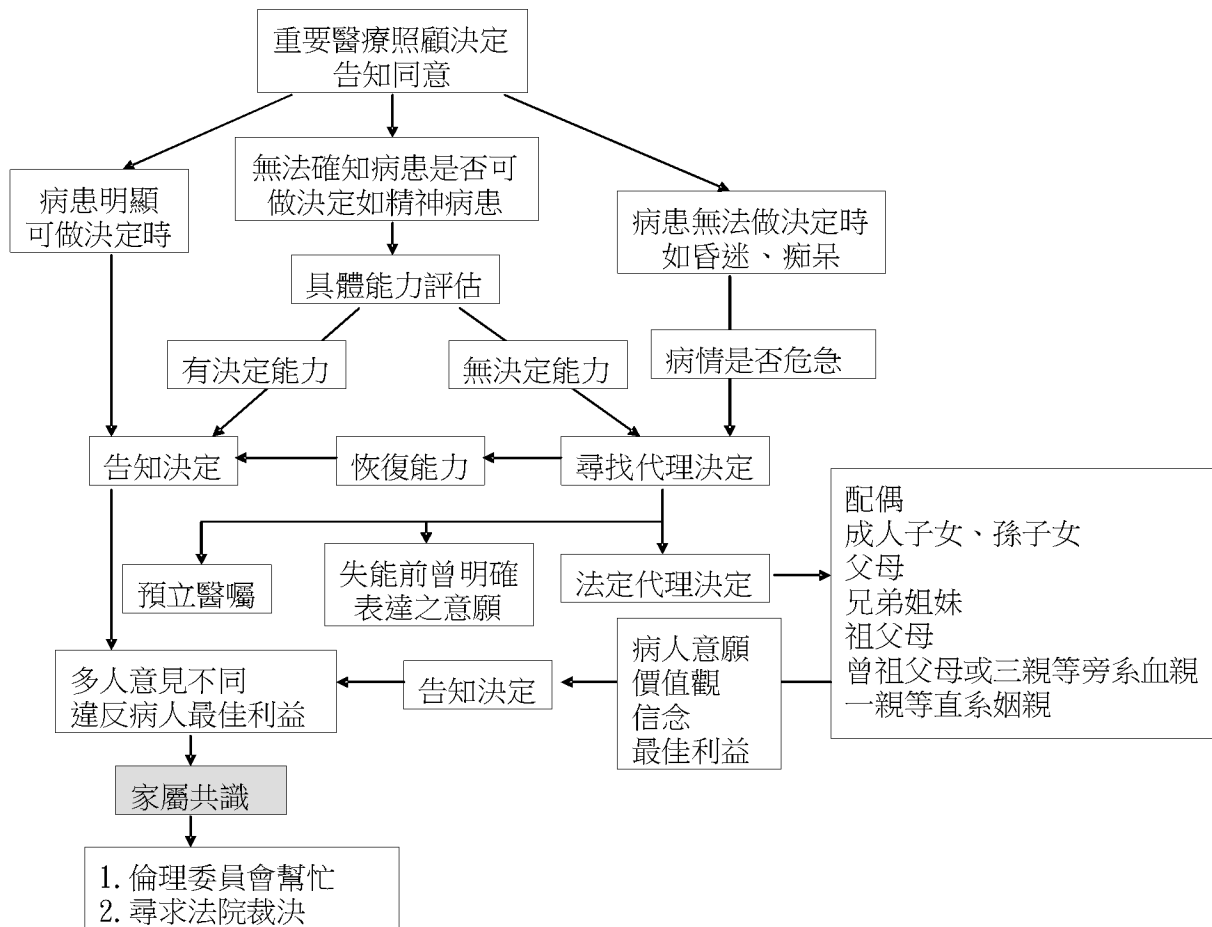 重要醫療照顧決定
告知同意
病患明顯
可做決定時
無法確知病患是否可
做決定如精神病患
病患無法做決定時
如昏迷、痴呆
具體能力評估
有決定能力
無決定能力
病情是否危急
告知決定
恢復能力
尋找代理決定
預立醫囑
失能前曾明確
表達之意願
法定代理決定
配偶
成人子女、孫子女
父母
兄弟姐妹
祖父母
曾祖父母或三親等旁系血親
一親等直系姻親
病人意願
價值觀
信念
最佳利益
告知決定
多人意見不同
違反病人最佳利益
家屬共識
1. 倫理委員會幫忙
2. 尋求法院裁決